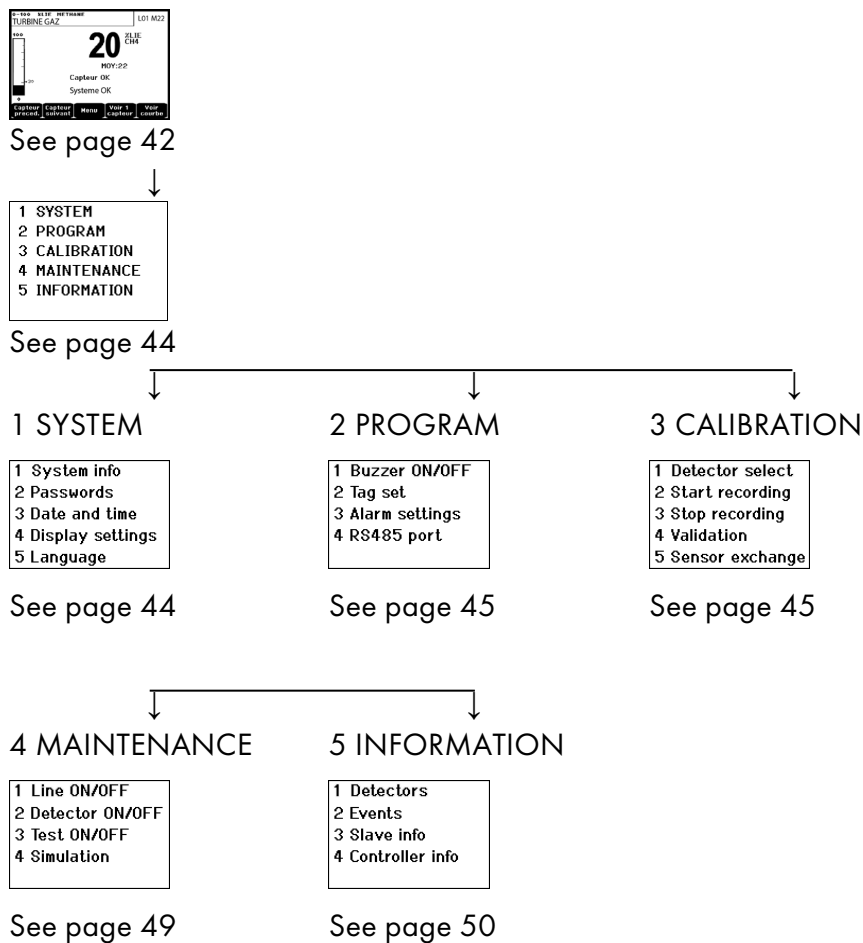 0-100 %LIE METHANE
TURBINE GAZ
L01 M22
100
20 %LIE
CH4
MOY:22
Capteur OK
Systeme OK
0
Capteur preced. Capteur suivant Menu Voir 1 capteur Voir courbe
See page 42
↓
1 SYSTEM
2 PROGRAM
3 CALIBRATION
4 MAINTENANCE
5 INFORMATION
See page 44
↓ ↓ ↓
1 SYSTEM
1 System info
2 Passwords
3 Date and time
4 Display settings
5 Language
See page 44
2 PROGRAM
1 Buzzer ON/OFF
2 Tag set
3 Alarm settings
4 RS485 port
See page 45
3 CALIBRATION
1 Detector select
2 Start recording
3 Stop recording
4 Validation
5 Sensor exchange
See page 45
↓ ↓
4 MAINTENANCE
1 Line ON/OFF
2 Detector ON/OFF
3 Test ON/OFF
4 Simulation
See page 49
5 INFORMATION
1 Detectors
2 Events
3 Slave info
4 Controller info
See page 50